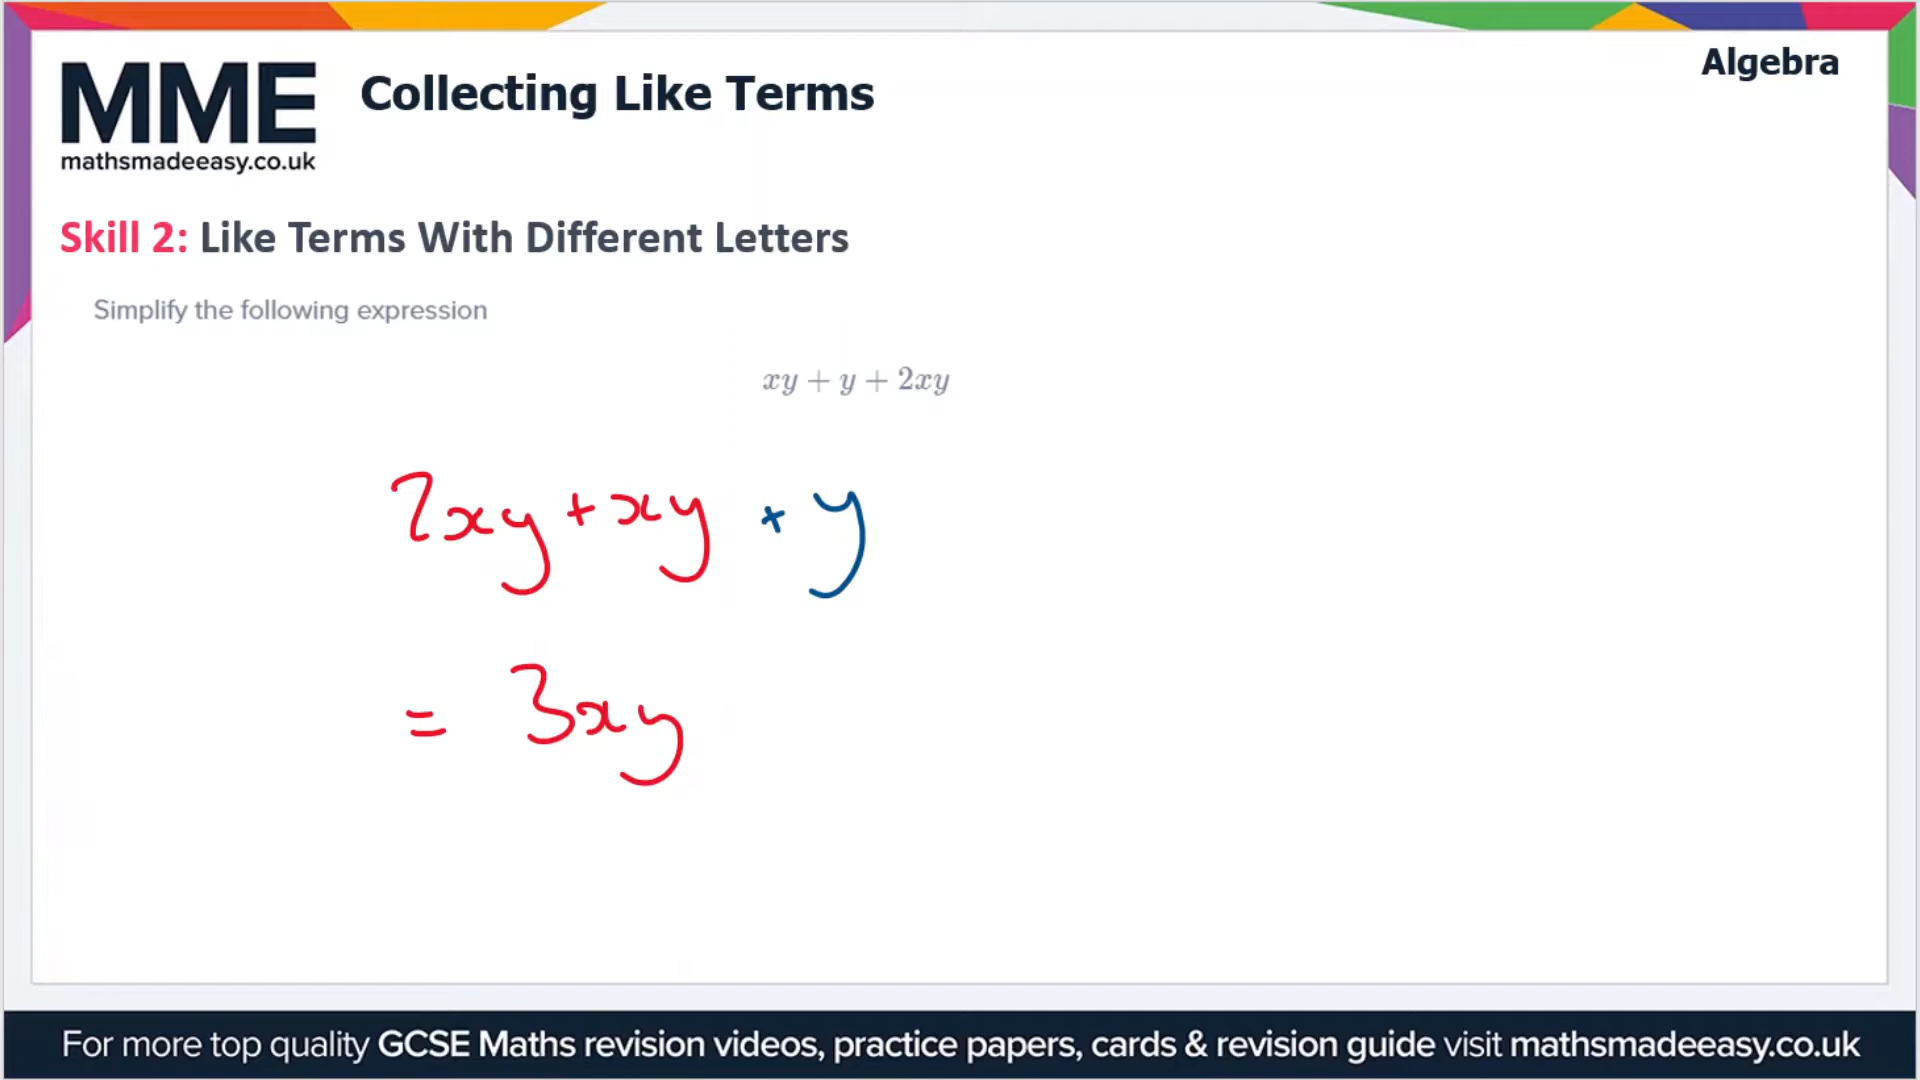 Algebra
MME
mathsmadeeasy.co.uk
Collecting Like Terms
Skill 2: Like Terms With Different Letters
Simplify the following expression
xy + y + 2xy
2xy + xy + y
= 3xy
For more top quality GCSE Maths revision videos, practice papers, cards & revision guide visit mathsmadeeasy.co.uk